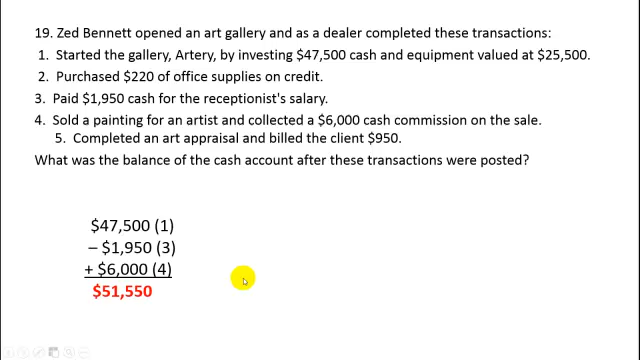 19. Zed Bennett opened an art gallery and as a dealer completed these transactions:
1. Started the gallery, Artery, by investing $47,500 cash and equipment valued at $25,500.
2. Purchased $220 of office supplies on credit.
3. Paid $1,950 cash for the receptionist's salary.
4. Sold a painting for an artist and collected a $6,000 cash commission on the sale.
5. Completed an art appraisal and billed the client $950.
What was the balance of the cash account after these transactions were posted?
$47,500 (1)
– $1,950 (3)
+ $6,000 (4)
$51,550